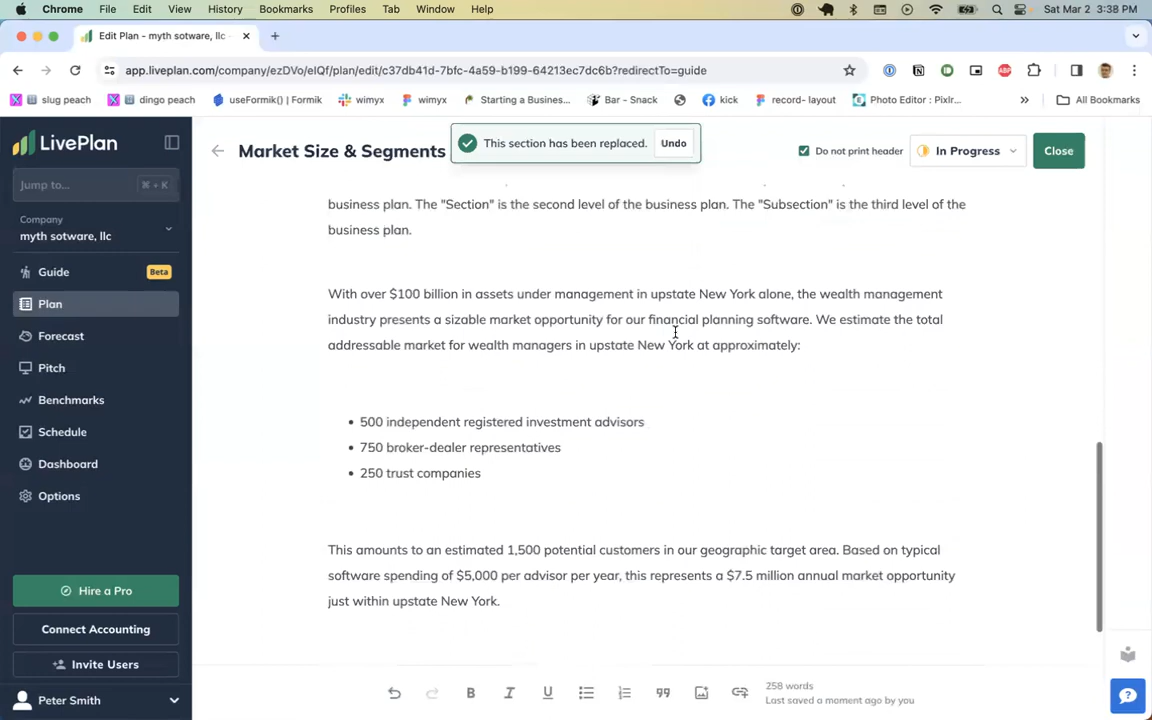 Chrome File Edit View History Bookmarks Profiles Tab Window Help Sat Mar 2 3:38 PM
Edit Plan - myth sotware, llc
app.liveplan.com/company/ezDVo/elQf/plan/edit/c37db41d-7bfc-4a59-b199-64213ec7dc6b?redirectTo=guide
slug peach dingo peach useFormik() | Formik wimyx wimyx Starting a Busines... Bar - Snack kick record- layout Photo Editor : Pixlr... » All Bookmarks
LivePlan
Jump to... ⌘ + K
Company
myth sotware, llc
Guide Beta
Plan
Forecast
Pitch
Benchmarks
Schedule
Dashboard
Options
Hire a Pro
Connect Accounting
Invite Users
Peter Smith
Market Size & Segments
This section has been replaced. Undo
Do not print header
In Progress
Close
business plan. The "Section" is the second level of the business plan. The "Subsection" is the third level of the
business plan.
With over $100 billion in assets under management in upstate New York alone, the wealth management
industry presents a sizable market opportunity for our financial planning software. We estimate the total
addressable market for wealth managers in upstate New York at approximately:
• 500 independent registered investment advisors
• 750 broker-dealer representatives
• 250 trust companies
This amounts to an estimated 1,500 potential customers in our geographic target area. Based on typical
software spending of $5,000 per advisor per year, this represents a $7.5 million annual market opportunity
just within upstate New York.
B I U
258 words
Last saved a moment ago by you